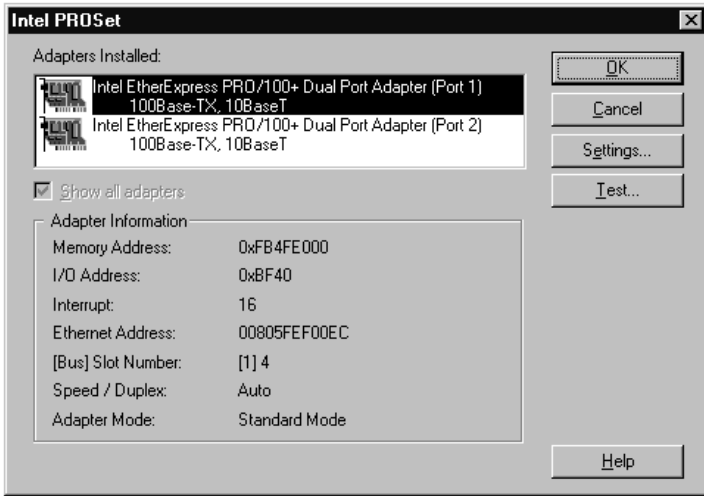 Intel PROSet
Adapters Installed:
Intel EtherExpress PRO/100+ Dual Port Adapter (Port 1)
100Base-TX, 10BaseT
Intel EtherExpress PRO/100+ Dual Port Adapter (Port 2)
100Base-TX, 10BaseT
OK
Cancel
Settings...
Test...
Show all adapters
Adapter Information
Memory Address: 0xFB4FE000
I/O Address: 0xBF40
Interrupt: 16
Ethernet Address: 00805FEF00EC
[Bus] Slot Number: [1] 4
Speed / Duplex: Auto
Adapter Mode: Standard Mode
Help